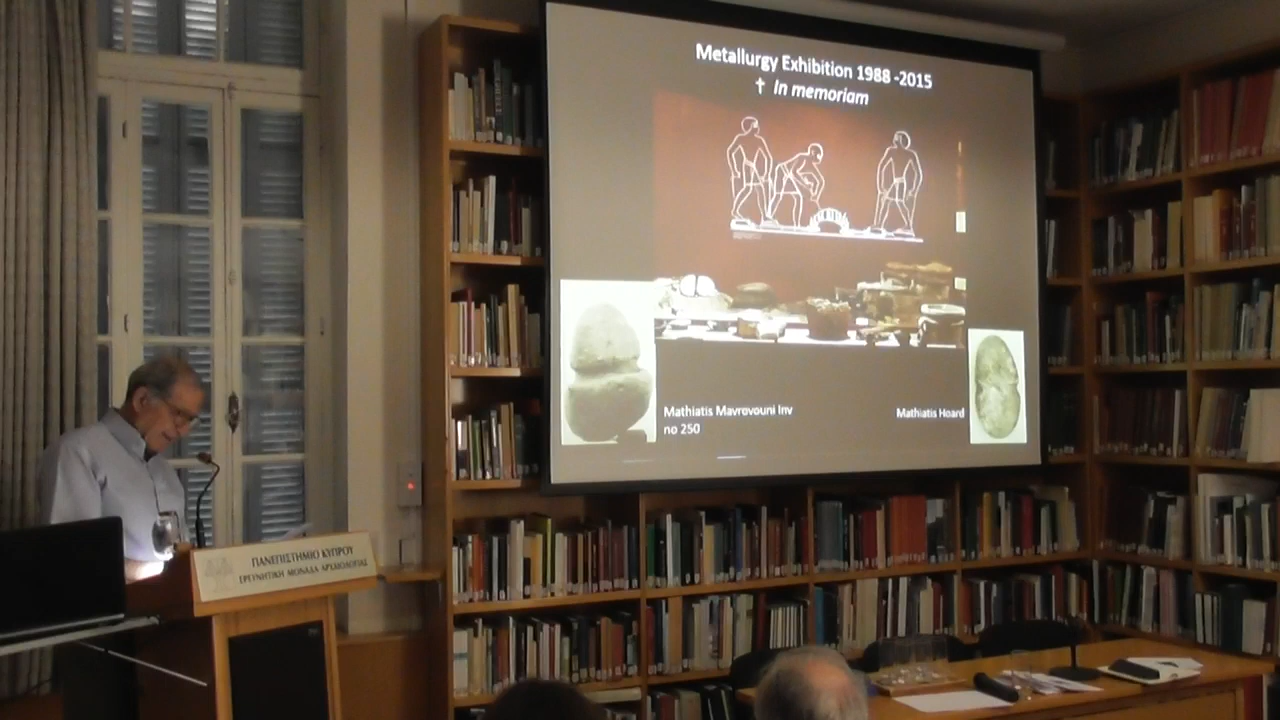 Metallurgy Exhibition 1988 -2015
† In memoriam
Mathiatis Mavrovouni Inv
no 250
Mathiatis Hoard
ΠΑΝΕΠΙΣΤΗΜΙΟ ΚΥΠΡΟΥ
ΕΡΕΥΝΗΤΙΚΗ ΜΟΝΑΔΑ ΑΡΧΑΙΟΛΟΓΙΑΣ